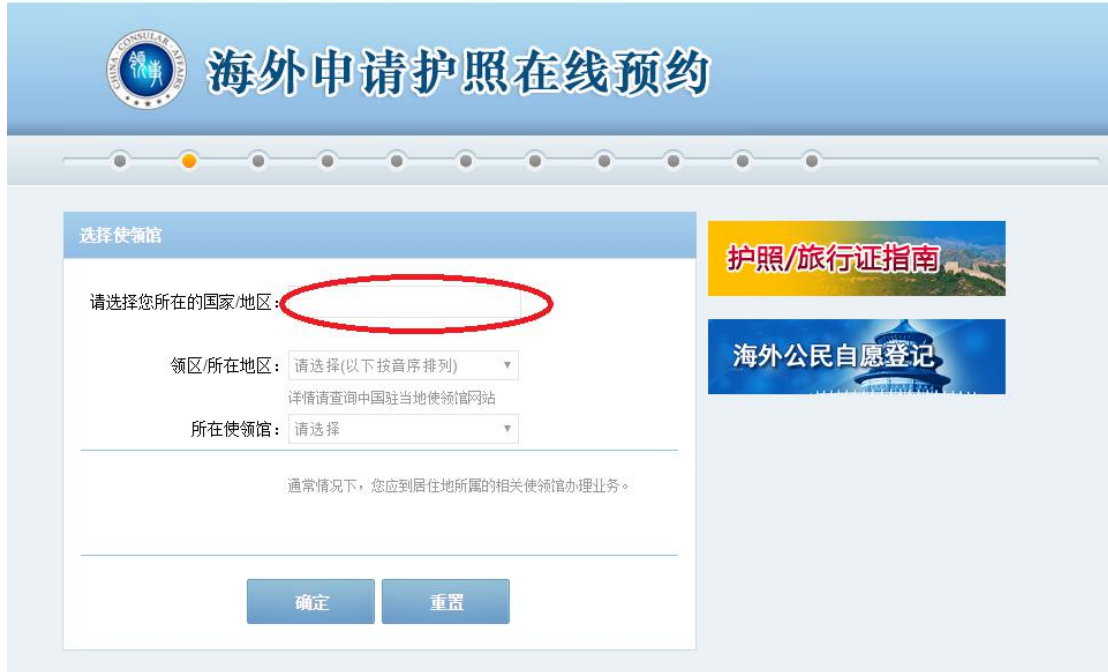 CHINA CONSULAR AFFAIRS
领事
海外申请护照在线预约
选择使领馆
请选择您所在的国家/地区：
领区/所在地区： 请选择(以下按音序排列)
详情请查询中国驻当地使领馆网站
所在使领馆： 请选择
通常情况下，您应到居住地所属的相关使领馆办理业务。
确定 重置
护照/旅行证指南
海外公民自愿登记